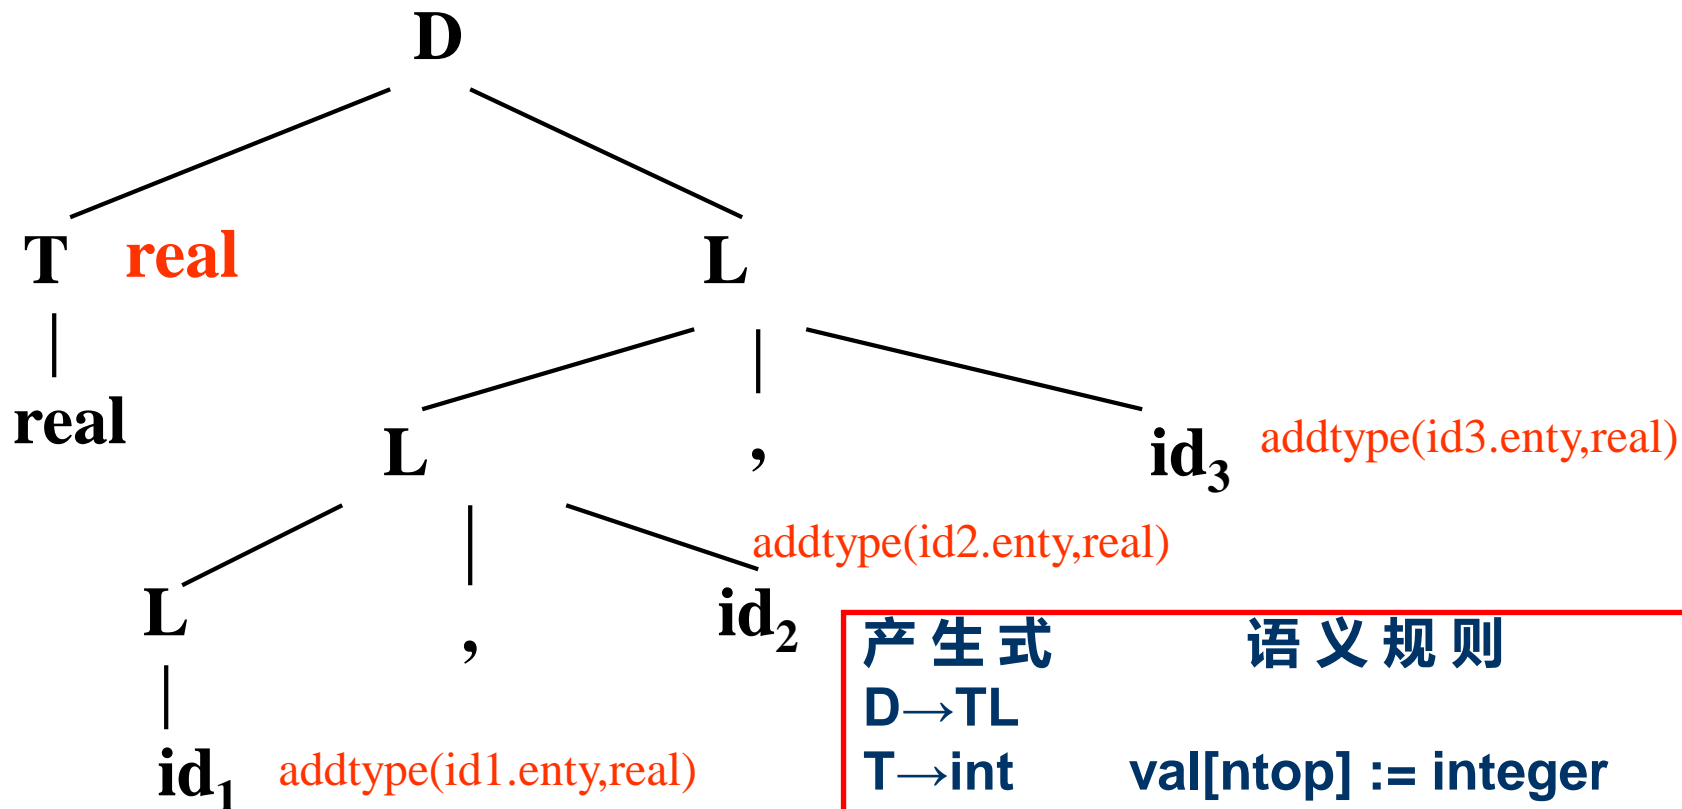 D
T real L
real
L , id₃ addtype(id3.enty,real)
addtype(id2.enty,real)
L , id₂
id₁ addtype(id1.enty,real)
产 生 式 语 义 规 则
D→TL
T→int val[ntop] := integer